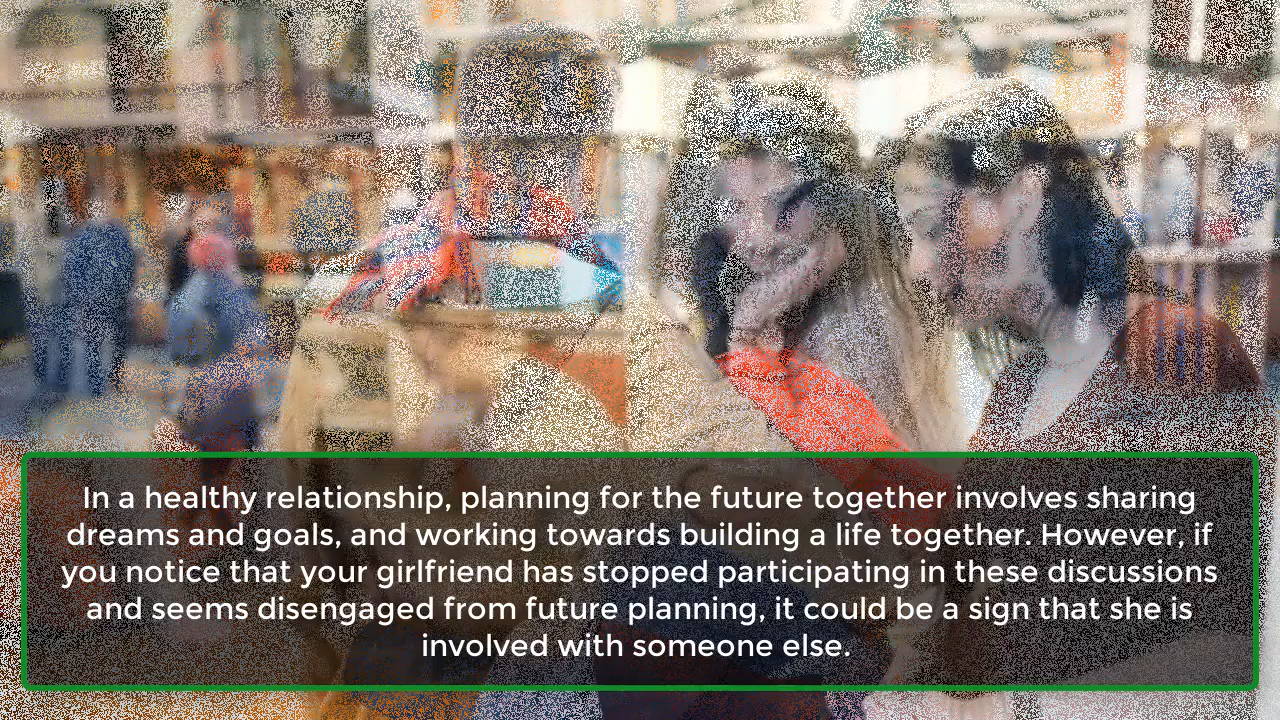 In a healthy relationship, planning for the future together involves sharing
dreams and goals, and working towards building a life together. However, if
you notice that your girlfriend has stopped participating in these discussions
and seems disengaged from future planning, it could be a sign that she is
involved with someone else.